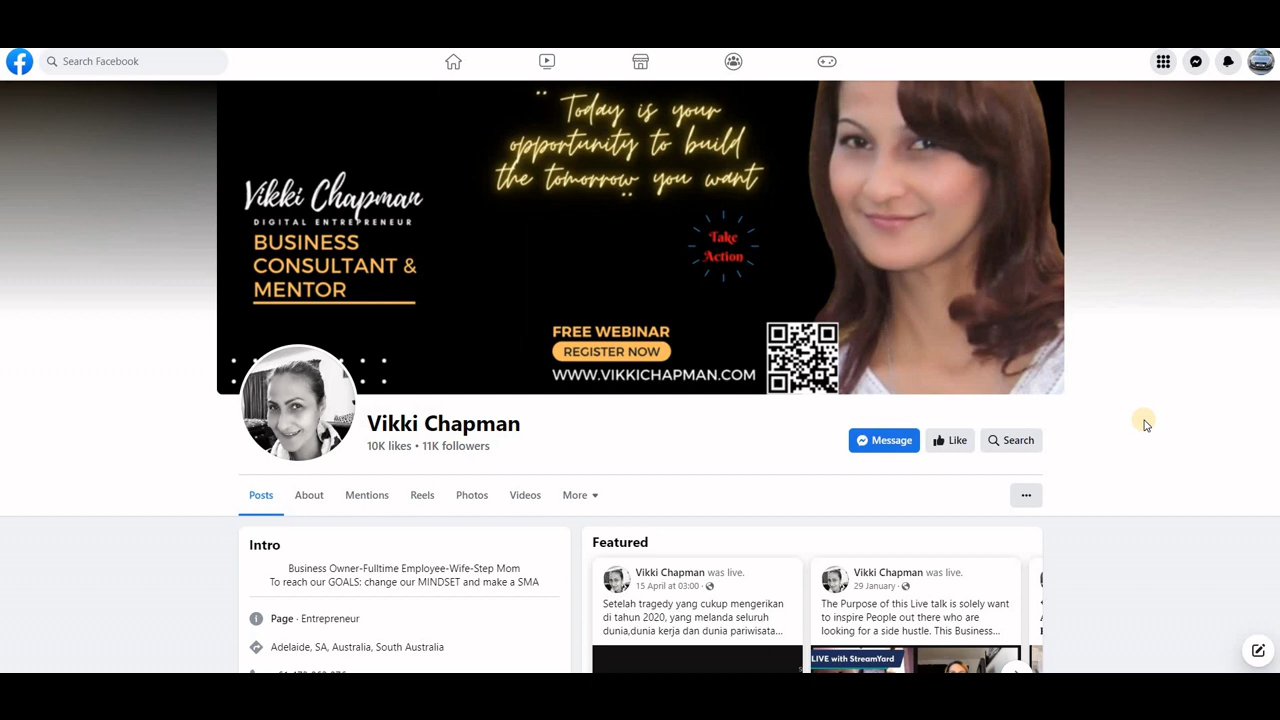 Search Facebook
" Today is your
opportunity to build
the tomorrow you want "
Vikki Chapman
DIGITAL ENTREPRENEUR
BUSINESS
CONSULTANT &
MENTOR
Take
Action
FREE WEBINAR
REGISTER NOW
WWW.VIKKICHAPMAN.COM
Vikki Chapman
10K likes • 11K followers
Message
Like
Search
Posts
About
Mentions
Reels
Photos
Videos
More
Intro
Business Owner-Fulltime Employee-Wife-Step Mom
To reach our GOALS: change our MINDSET and make a SMA
Page · Entrepreneur
Adelaide, SA, Australia, South Australia
Featured
Vikki Chapman was live.
15 April at 03:00 ·
Setelah tragedy yang cukup mengerikan
di tahun 2020, yang melanda seluruh
dunia,dunia kerja dan dunia pariwisata...
Vikki Chapman was live.
29 January ·
The Purpose of this Live talk is solely want
to inspire People out there who are
looking for a side hustle. This Business...
LIVE with StreamYard